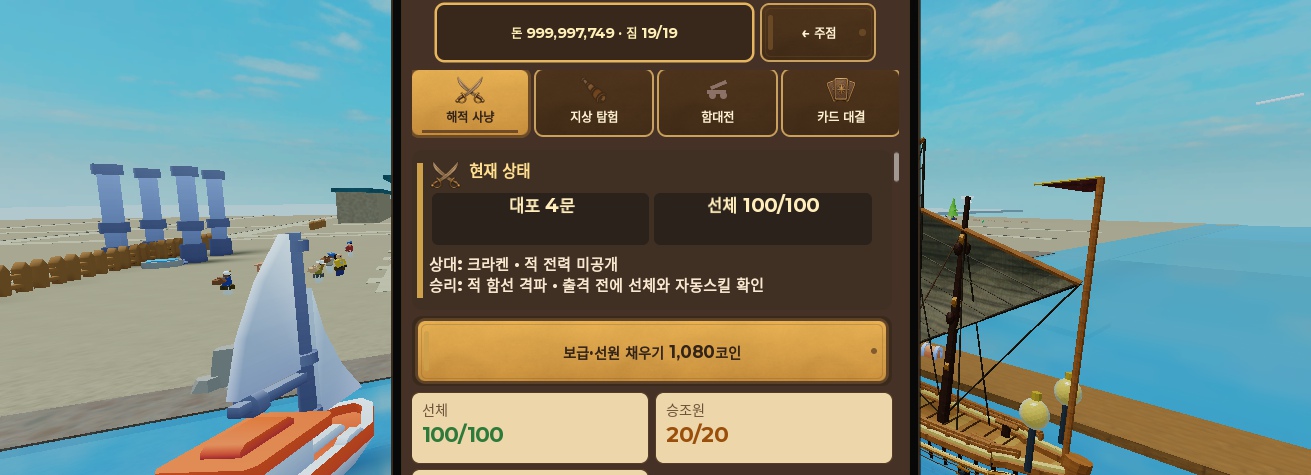 돈 999,997,749 · 짐 19/19
← 주점
해적 사냥
지상 탐험
함대전
카드 대결
현재 상태
대포 4문
선체 100/100
상대: 크라켄 • 적 전력 미공개
승리: 적 함선 격파 • 출격 전에 선체와 자동스킬 확인
보급·선원 채우기 1,080코인
선체
승조원
100/100
20/20